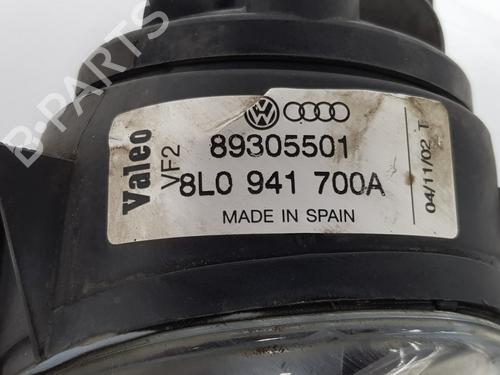 B-PARTS
Valeo
VF2
89305501
8L0 941 700A
MADE IN SPAIN
04/11/02 T